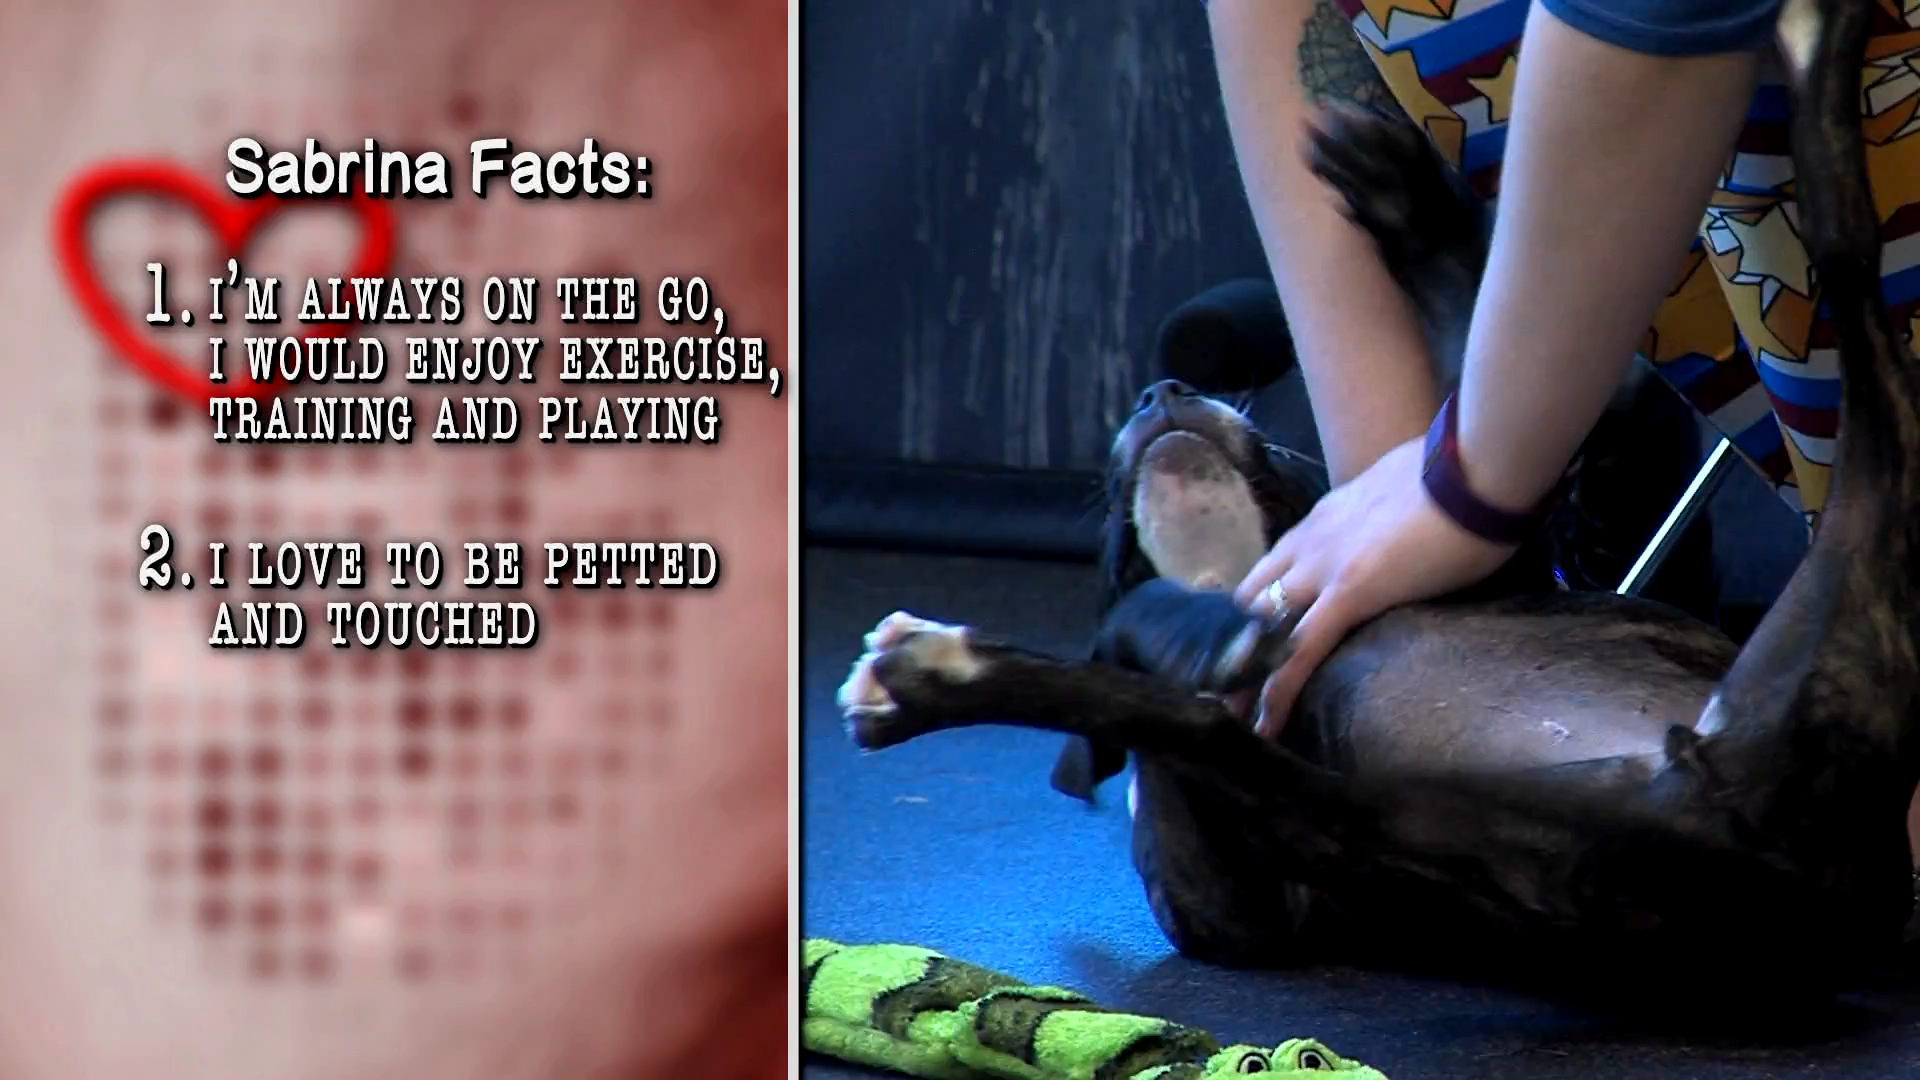 Sabrina Facts:
1. I'M ALWAYS ON THE GO,
I WOULD ENJOY EXERCISE,
TRAINING AND PLAYING
2. I LOVE TO BE PETTED
AND TOUCHED